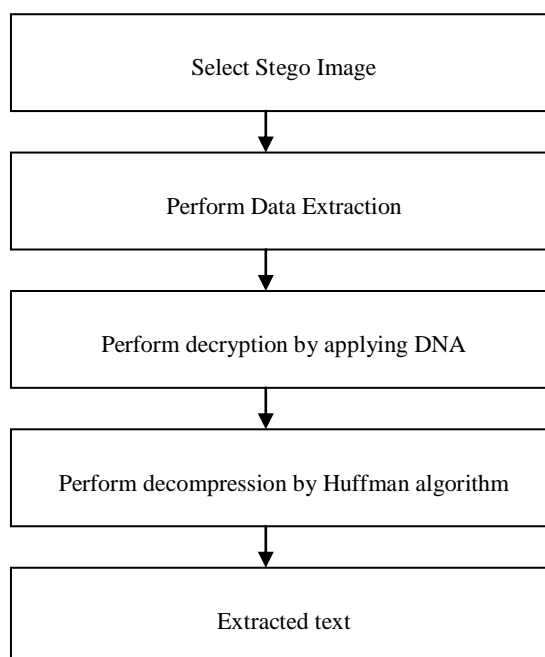 Select Stego Image
Perform Data Extraction
Perform decryption by applying DNA
Perform decompression by Huffman algorithm
Extracted text